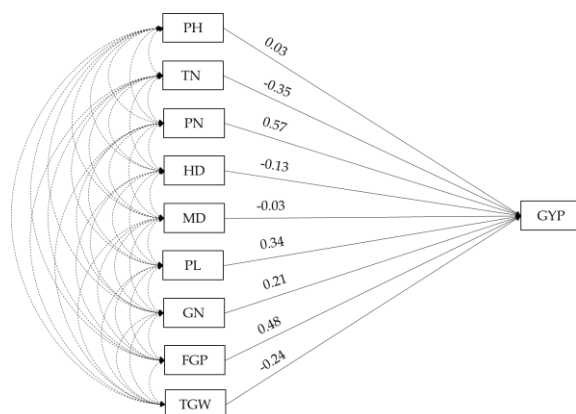 PH
0.03
TN
-0.35
PN
0.57
HD
-0.13
MD
-0.03
GYP
PL
0.34
GN
0.21
FGP
0.48
TGW
-0.24